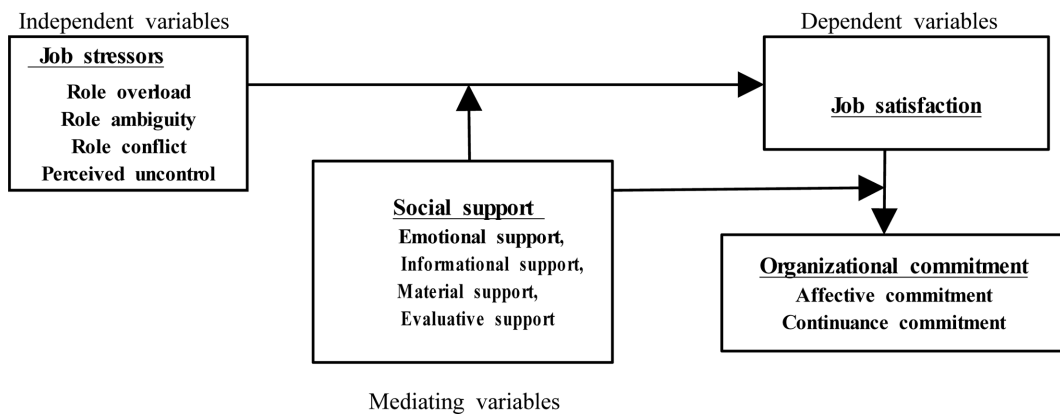 Independent variables
Job stressors
Role overload
Role ambiguity
Role conflict
Perceived uncontrol
Dependent variables
Job satisfaction
Social support
Emotional support,
Informational support,
Material support,
Evaluative support
Organizational commitment
Affective commitment
Continuance commitment
Mediating variables